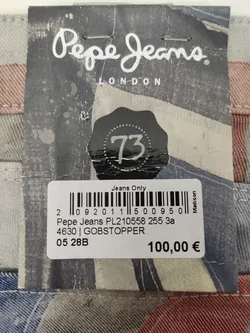 Pepe Jeans
LONDON
73
Jeans Only
2 092011 500950
Matison
Pepe Jeans PL210558 255 3a
4630 | GOBSTOPPER
05 28B
100,00 €